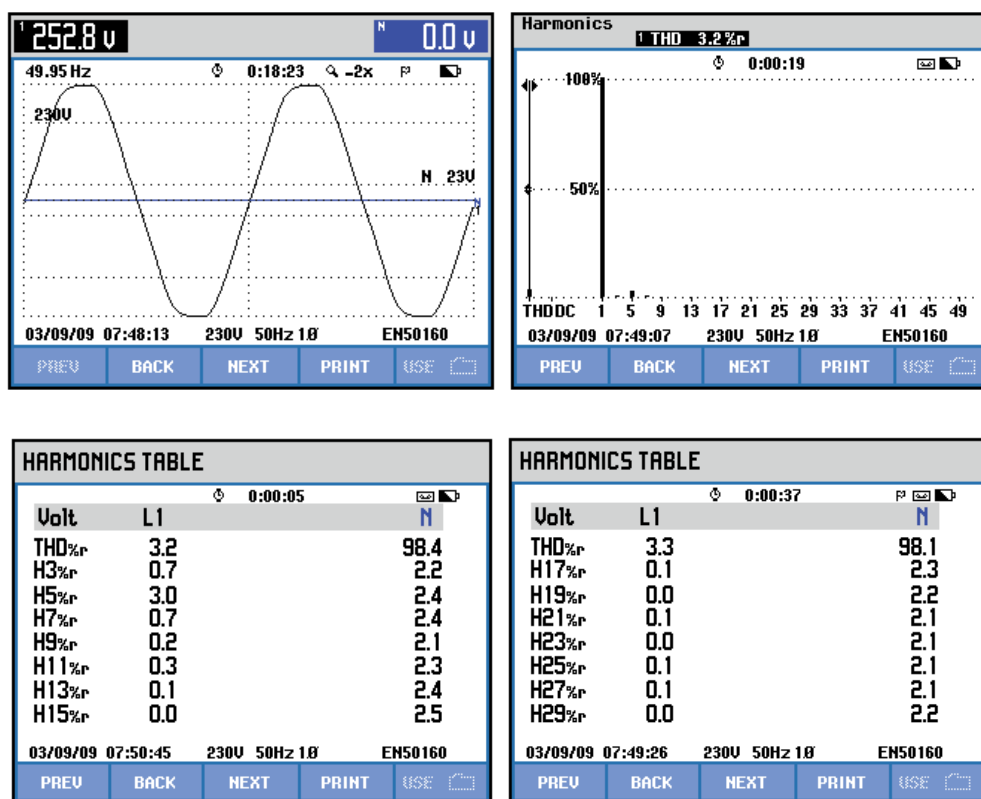 1 252.8 V N 0.0 V
49.95 Hz 0:18:23 -2x
230V
N 23V
N
1
03/09/09 07:48:13 230V 50Hz 1Ø EN50160
PREV BACK NEXT PRINT USE
Harmonics
1 THD 3.2%r
0:00:19
100%
50%
THDDC 1 5 9 13 17 21 25 29 33 37 41 45 49
03/09/09 07:49:07 230V 50Hz 1Ø EN50160
PREV BACK NEXT PRINT USE
HARMONICS TABLE
0:00:05
Volt L1 N
THD%r 3.2 98.4
H3%r 0.7 2.2
H5%r 3.0 2.4
H7%r 0.7 2.4
H9%r 0.2 2.1
H11%r 0.3 2.3
H13%r 0.1 2.4
H15%r 0.0 2.5
03/09/09 07:50:45 230V 50Hz 1Ø EN50160
PREV BACK NEXT PRINT USE
HARMONICS TABLE
0:00:37
Volt L1 N
THD%r 3.3 98.1
H17%r 0.1 2.3
H19%r 0.0 2.2
H21%r 0.1 2.1
H23%r 0.0 2.1
H25%r 0.1 2.1
H27%r 0.1 2.1
H29%r 0.0 2.2
03/09/09 07:49:26 230V 50Hz 1Ø EN50160
PREV BACK NEXT PRINT USE